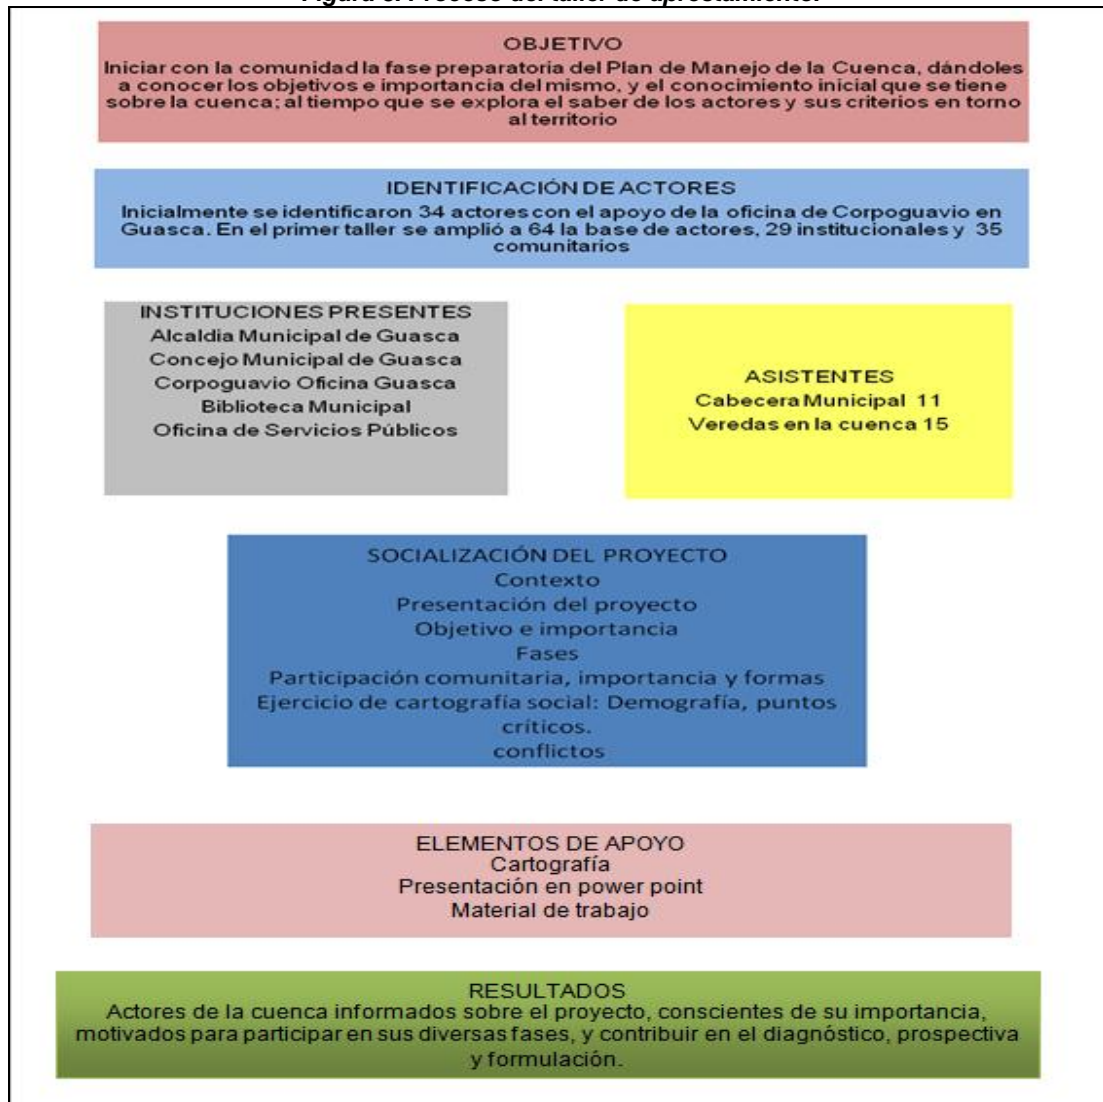 OBJETIVO
Iniciar con la comunidad la fase preparatoria del Plan de Manejo de la Cuenca, dándoles
a conocer los objetivos e importancia del mismo, y el conocimiento inicial que se tiene
sobre la cuenca; al tiempo que se explora el saber de los actores y sus criterios en torno
al territorio
IDENTIFICACIÓN DE ACTORES
Inicialmente se identificaron 34 actores con el apoyo de la oficina de Corpoguavio en
Guasca. En el primer taller se amplió a 64 la base de actores, 29 institucionales y 35
comunitarios
INSTITUCIONES PRESENTES
Alcaldia Municipal de Guasca
Concejo Municipal de Guasca
Corpoguavio Oficina Guasca
Biblioteca Municipal
Oficina de Servicios Públicos
ASISTENTES
Cabecera Municipal 11
Veredas en la cuenca 15
SOCIALIZACIÓN DEL PROYECTO
Contexto
Presentación del proyecto
Objetivo e importancia
Fases
Participación comunitaria, importancia y formas
Ejercicio de cartografía social: Demografía, puntos
críticos.
conflictos
ELEMENTOS DE APOYO
Cartografía
Presentación en power point
Material de trabajo
RESULTADOS
Actores de la cuenca informados sobre el proyecto, conscientes de su importancia,
motivados para participar en sus diversas fases, y contribuir en el diagnóstico, prospectiva
y formulación.